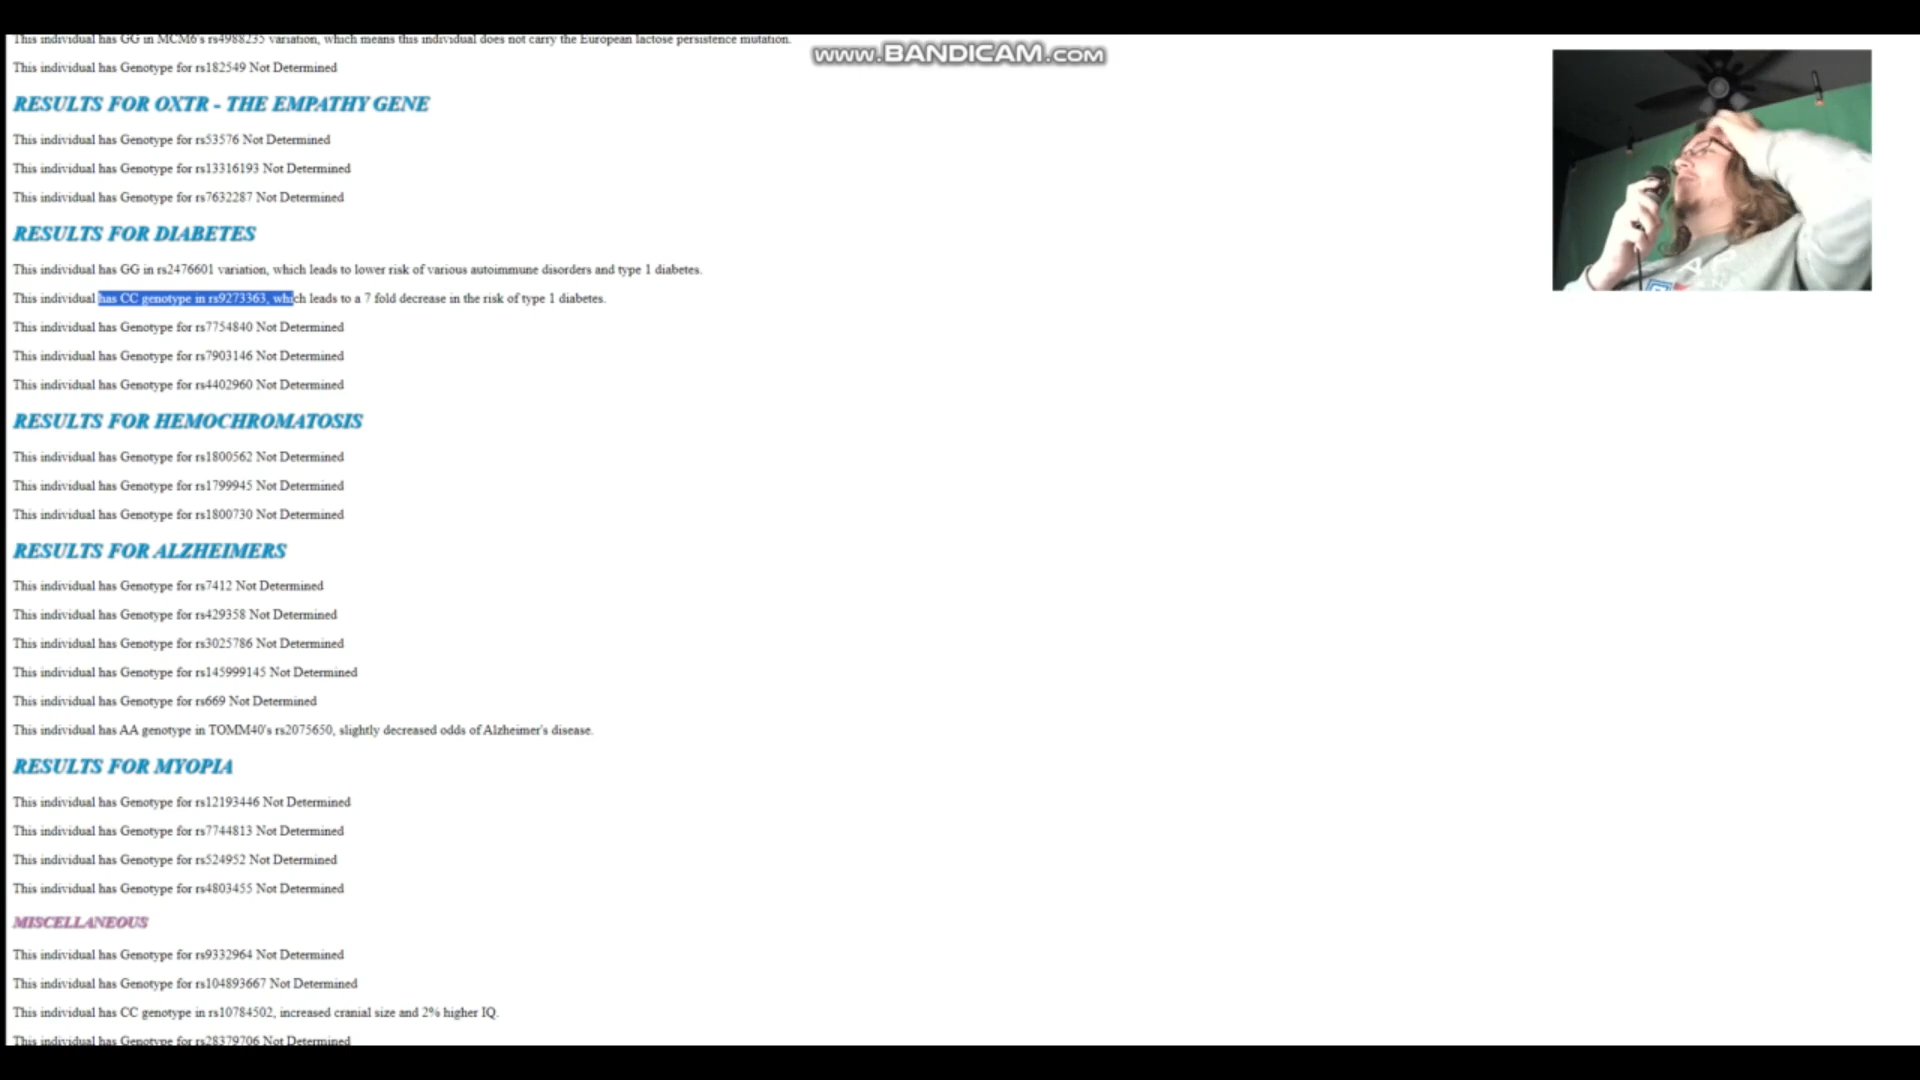 This individual has GG in MCM6's rs4988235 variation, which means this individual does not carry the European lactose persistence mutation.
www.BANDICAM.com
This individual has Genotype for rs182549 Not Determined
RESULTS FOR OXTR - THE EMPATHY GENE
This individual has Genotype for rs53576 Not Determined
This individual has Genotype for rs13316193 Not Determined
This individual has Genotype for rs7632287 Not Determined
RESULTS FOR DIABETES
This individual has GG in rs2476601 variation, which leads to lower risk of various autoimmune disorders and type 1 diabetes.
This individual has CC genotype in rs9273363, which leads to a 7 fold decrease in the risk of type 1 diabetes.
This individual has Genotype for rs7754840 Not Determined
This individual has Genotype for rs7903146 Not Determined
This individual has Genotype for rs4402960 Not Determined
RESULTS FOR HEMOCHROMATOSIS
This individual has Genotype for rs1800562 Not Determined
This individual has Genotype for rs1799945 Not Determined
This individual has Genotype for rs1800730 Not Determined
RESULTS FOR ALZHEIMERS
This individual has Genotype for rs7412 Not Determined
This individual has Genotype for rs429358 Not Determined
This individual has Genotype for rs3025786 Not Determined
This individual has Genotype for rs145999145 Not Determined
This individual has Genotype for rs669 Not Determined
This individual has AA genotype in TOMM40's rs2075650, slightly decreased odds of Alzheimer's disease.
RESULTS FOR MYOPIA
This individual has Genotype for rs12193446 Not Determined
This individual has Genotype for rs7744813 Not Determined
This individual has Genotype for rs524952 Not Determined
This individual has Genotype for rs4803455 Not Determined
MISCELLANEOUS
This individual has Genotype for rs9332964 Not Determined
This individual has Genotype for rs104893667 Not Determined
This individual has CC genotype in rs10784502, increased cranial size and 2% higher IQ.
This individual has Genotype for rs28379706 Not Determined